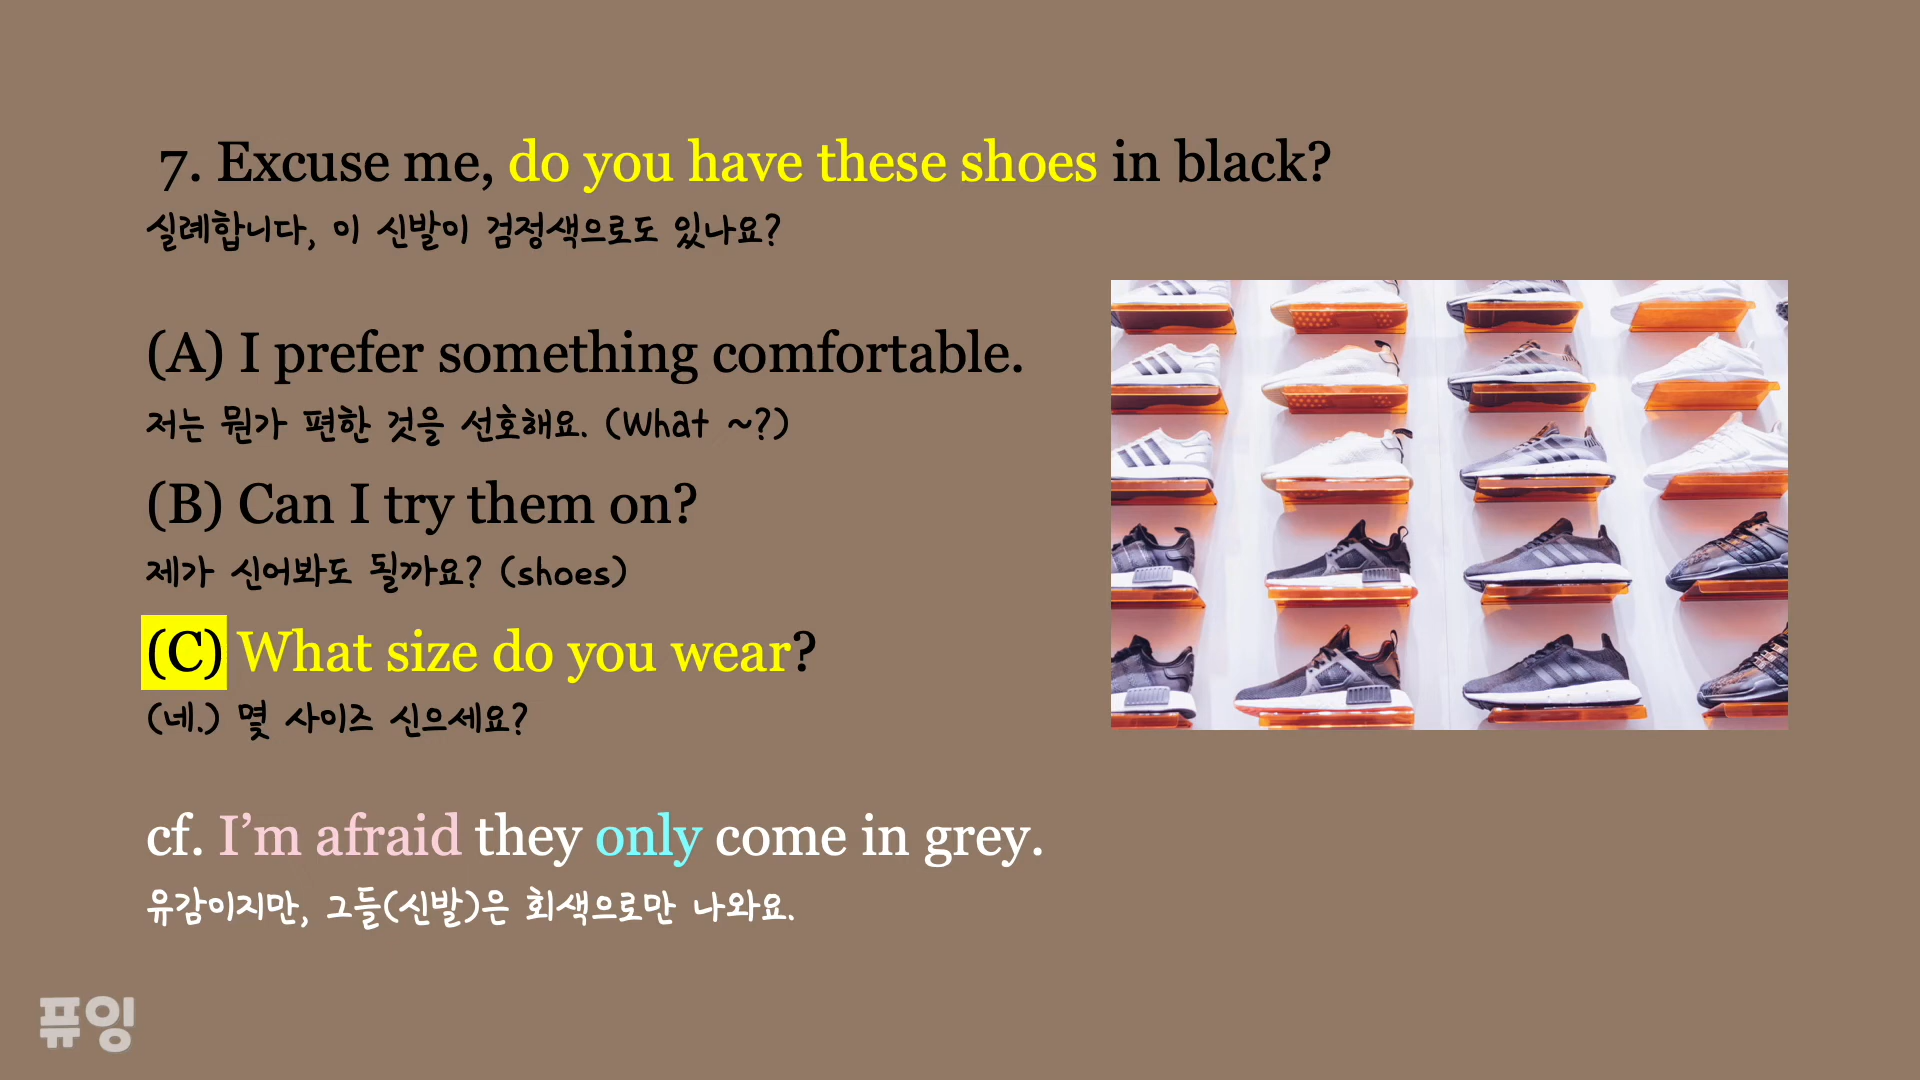 7. Excuse me, do you have these shoes in black?
실례합니다, 이 신발이 검정색으로도 있나요?
(A) I prefer something comfortable.
저는 뭔가 편한 것을 선호해요. (What ~?)
(B) Can I try them on?
제가 신어봐도 될까요? (shoes)
(C) What size do you wear?
(네.) 몇 사이즈 신으세요?
cf. I’m afraid they only come in grey.
유감이지만, 그들(신발)은 회색으로만 나와요.
퓨잉